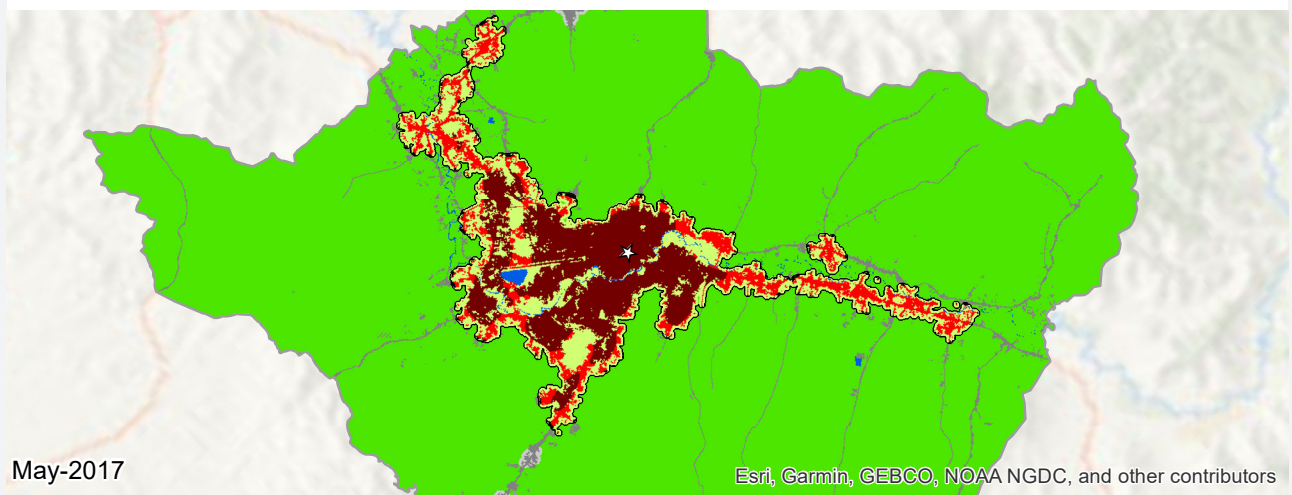 May-2017
Esri, Garmin, GEBCO, NOAA NGDC, and other contributors